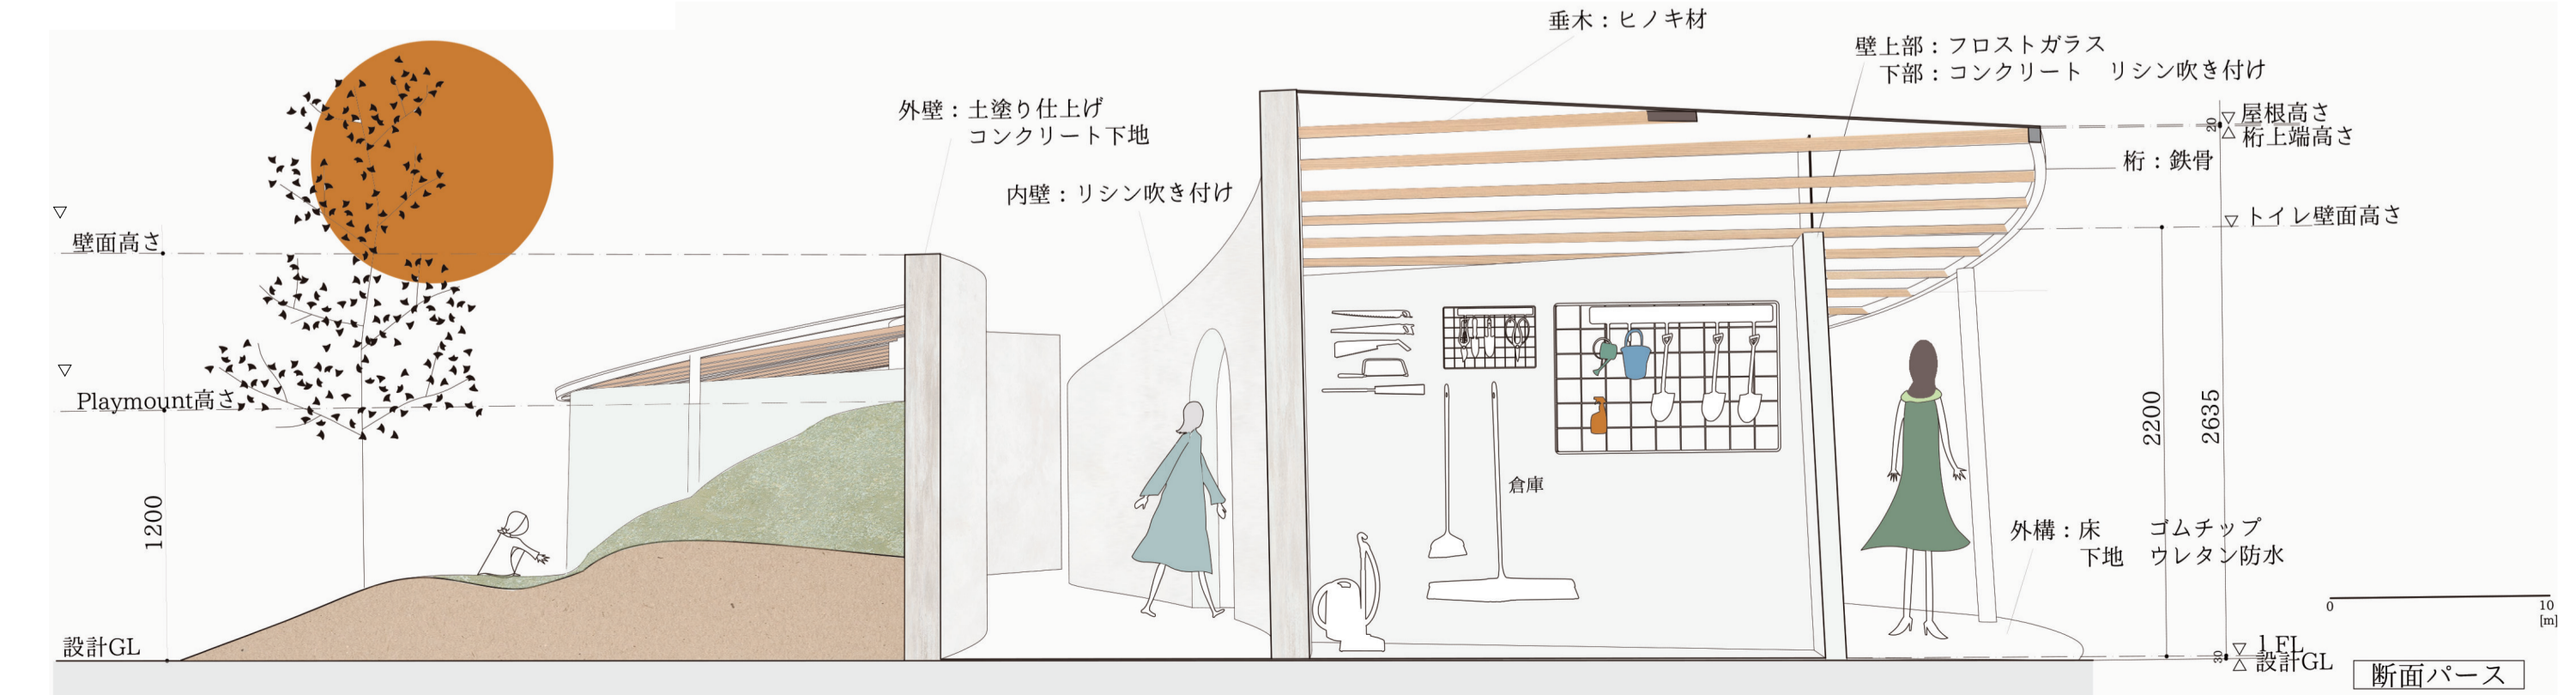 垂木：ヒノキ材
壁上部：フロストガラス
下部：コンクリート　リシン吹き付け
外壁：土塗り仕上げ
コンクリート下地
内壁：リシン吹き付け
20
▽屋根高さ
△桁上端高さ
桁：鉄骨
▽
壁面高さ
▽トイレ壁面高さ
▽
Playmount高さ
1200
2200
2635
倉庫
外構：床　ゴムチップ
下地　ウレタン防水
0 10
[m]
設計GL
30
▽1FL
△設計GL
断面パース